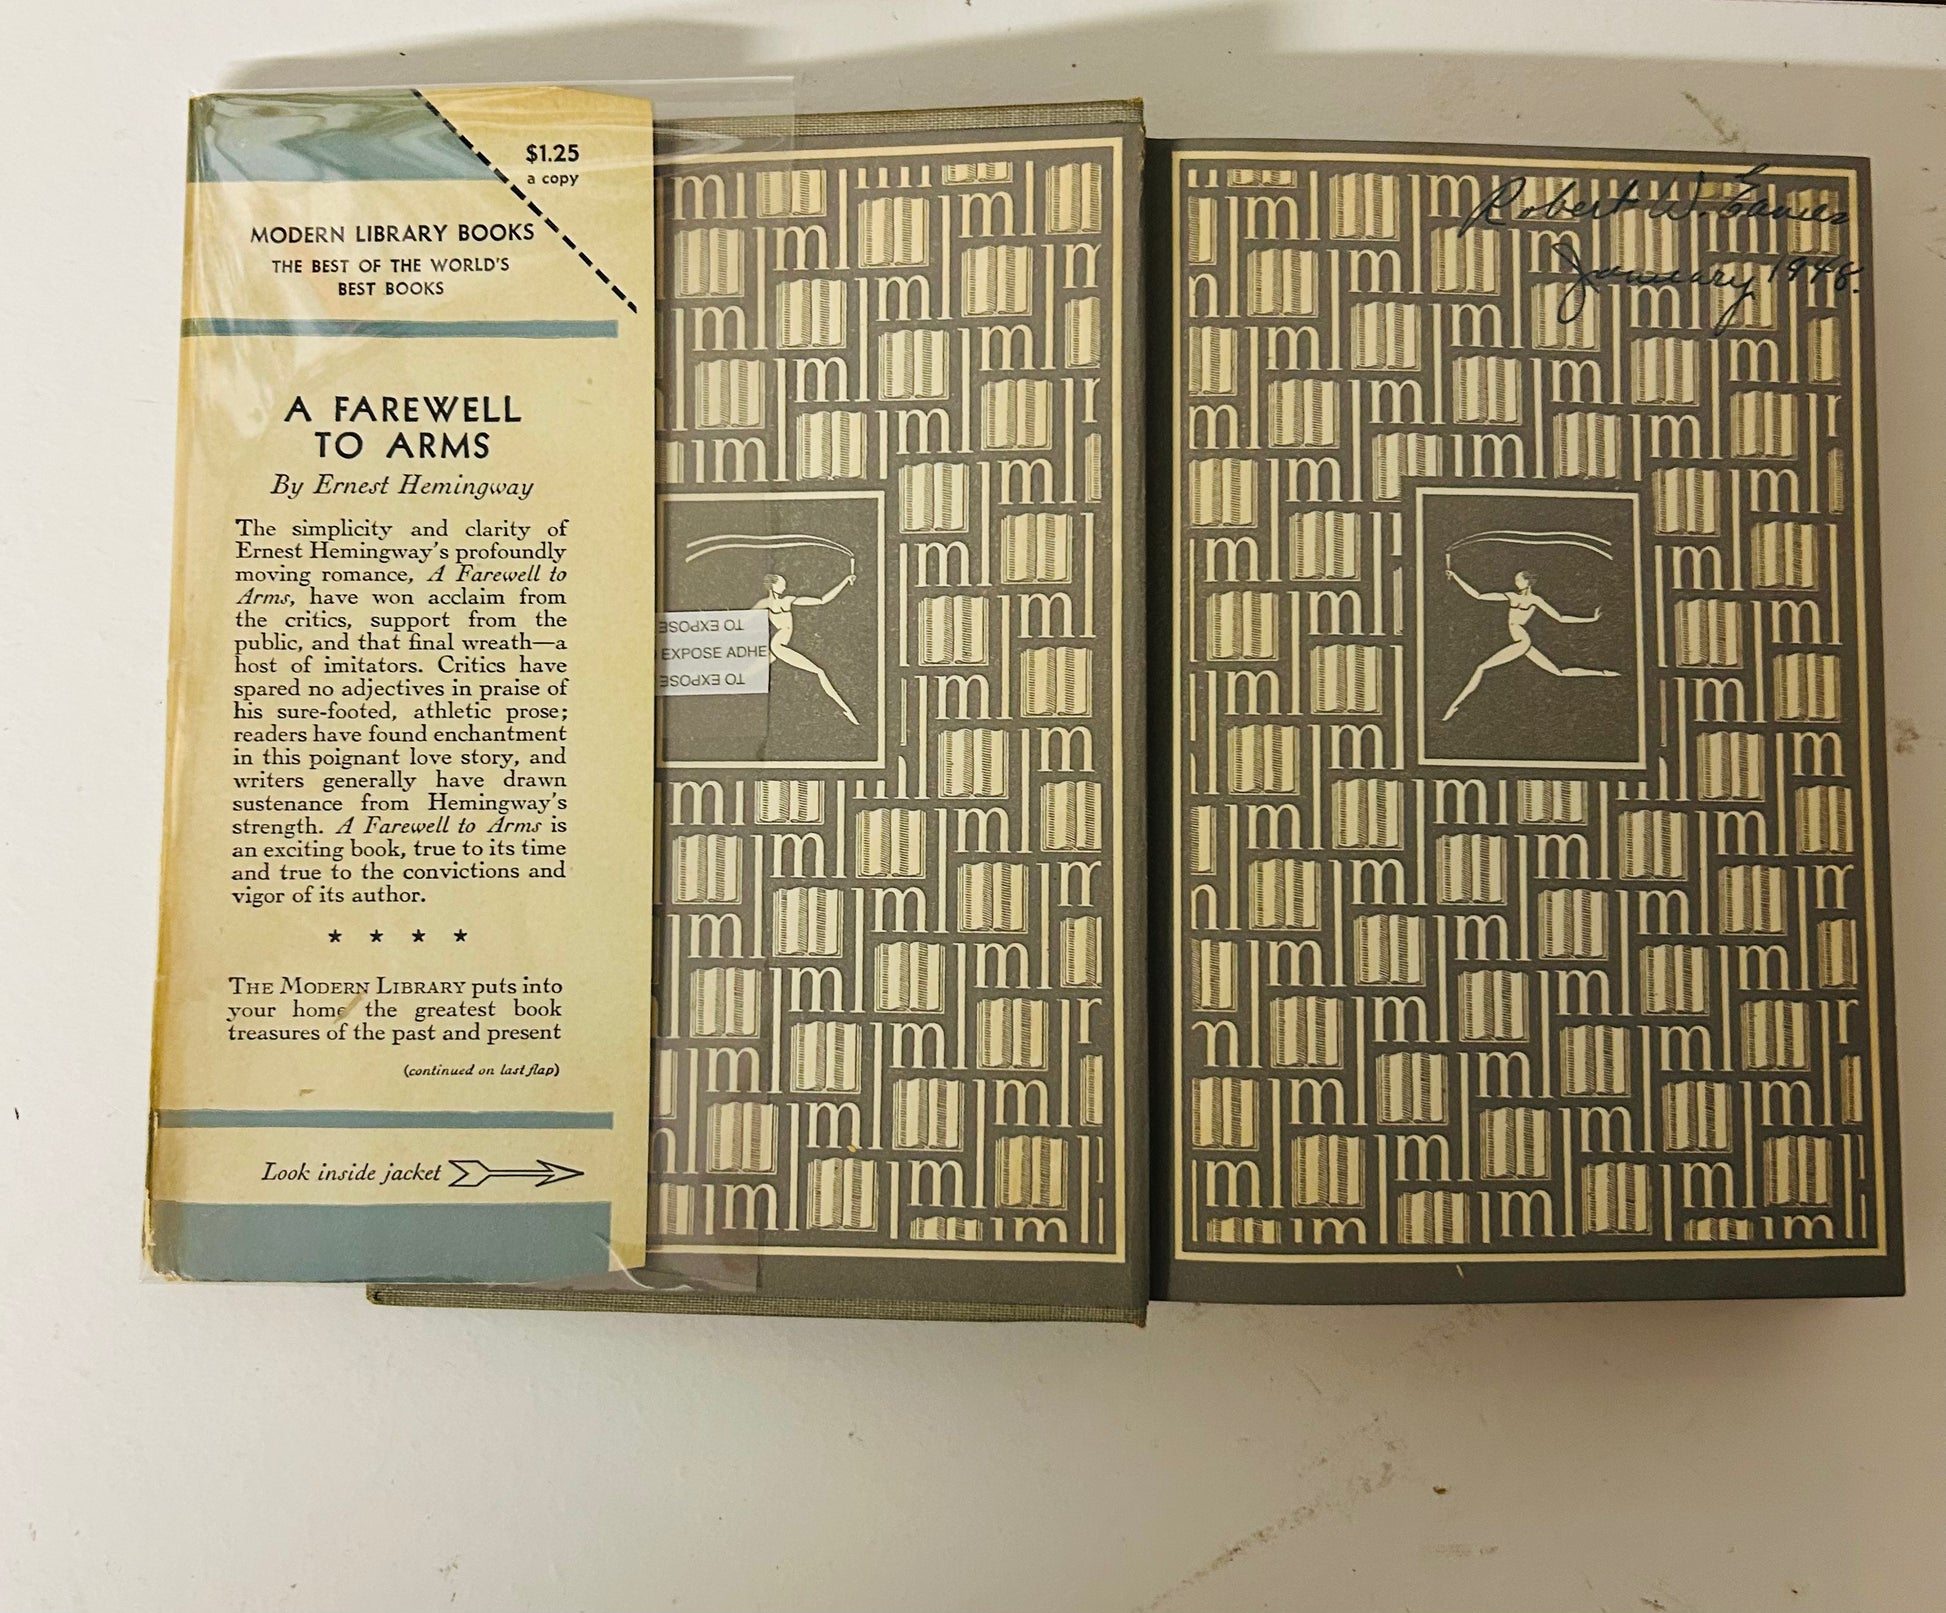 $1.25
a copy
MODERN LIBRARY BOOKS
THE BEST OF THE WORLD'S
BEST BOOKS
A FAREWELL
TO ARMS
By Ernest Hemingway
The simplicity and clarity of
Ernest Hemingway's profoundly
moving romance, A Farewell to
Arms, have won acclaim from
the critics, support from the
public, and that final wreath—a
host of imitators. Critics have
spared no adjectives in praise of
his sure-footed, athletic prose;
readers have found enchantment
in this poignant love story, and
writers generally have drawn
sustenance from Hemingway's
strength. A Farewell to Arms is
an exciting book, true to its time
and true to the convictions and
vigor of its author.
★ ★ ★ ★
THE MODERN LIBRARY puts into
your home the greatest book
treasures of the past and present
(continued on last flap)
Look inside jacket
TO EXPOSE
EXPOSE ADHE
TO EXPOSE
Robert W.
January 1948.